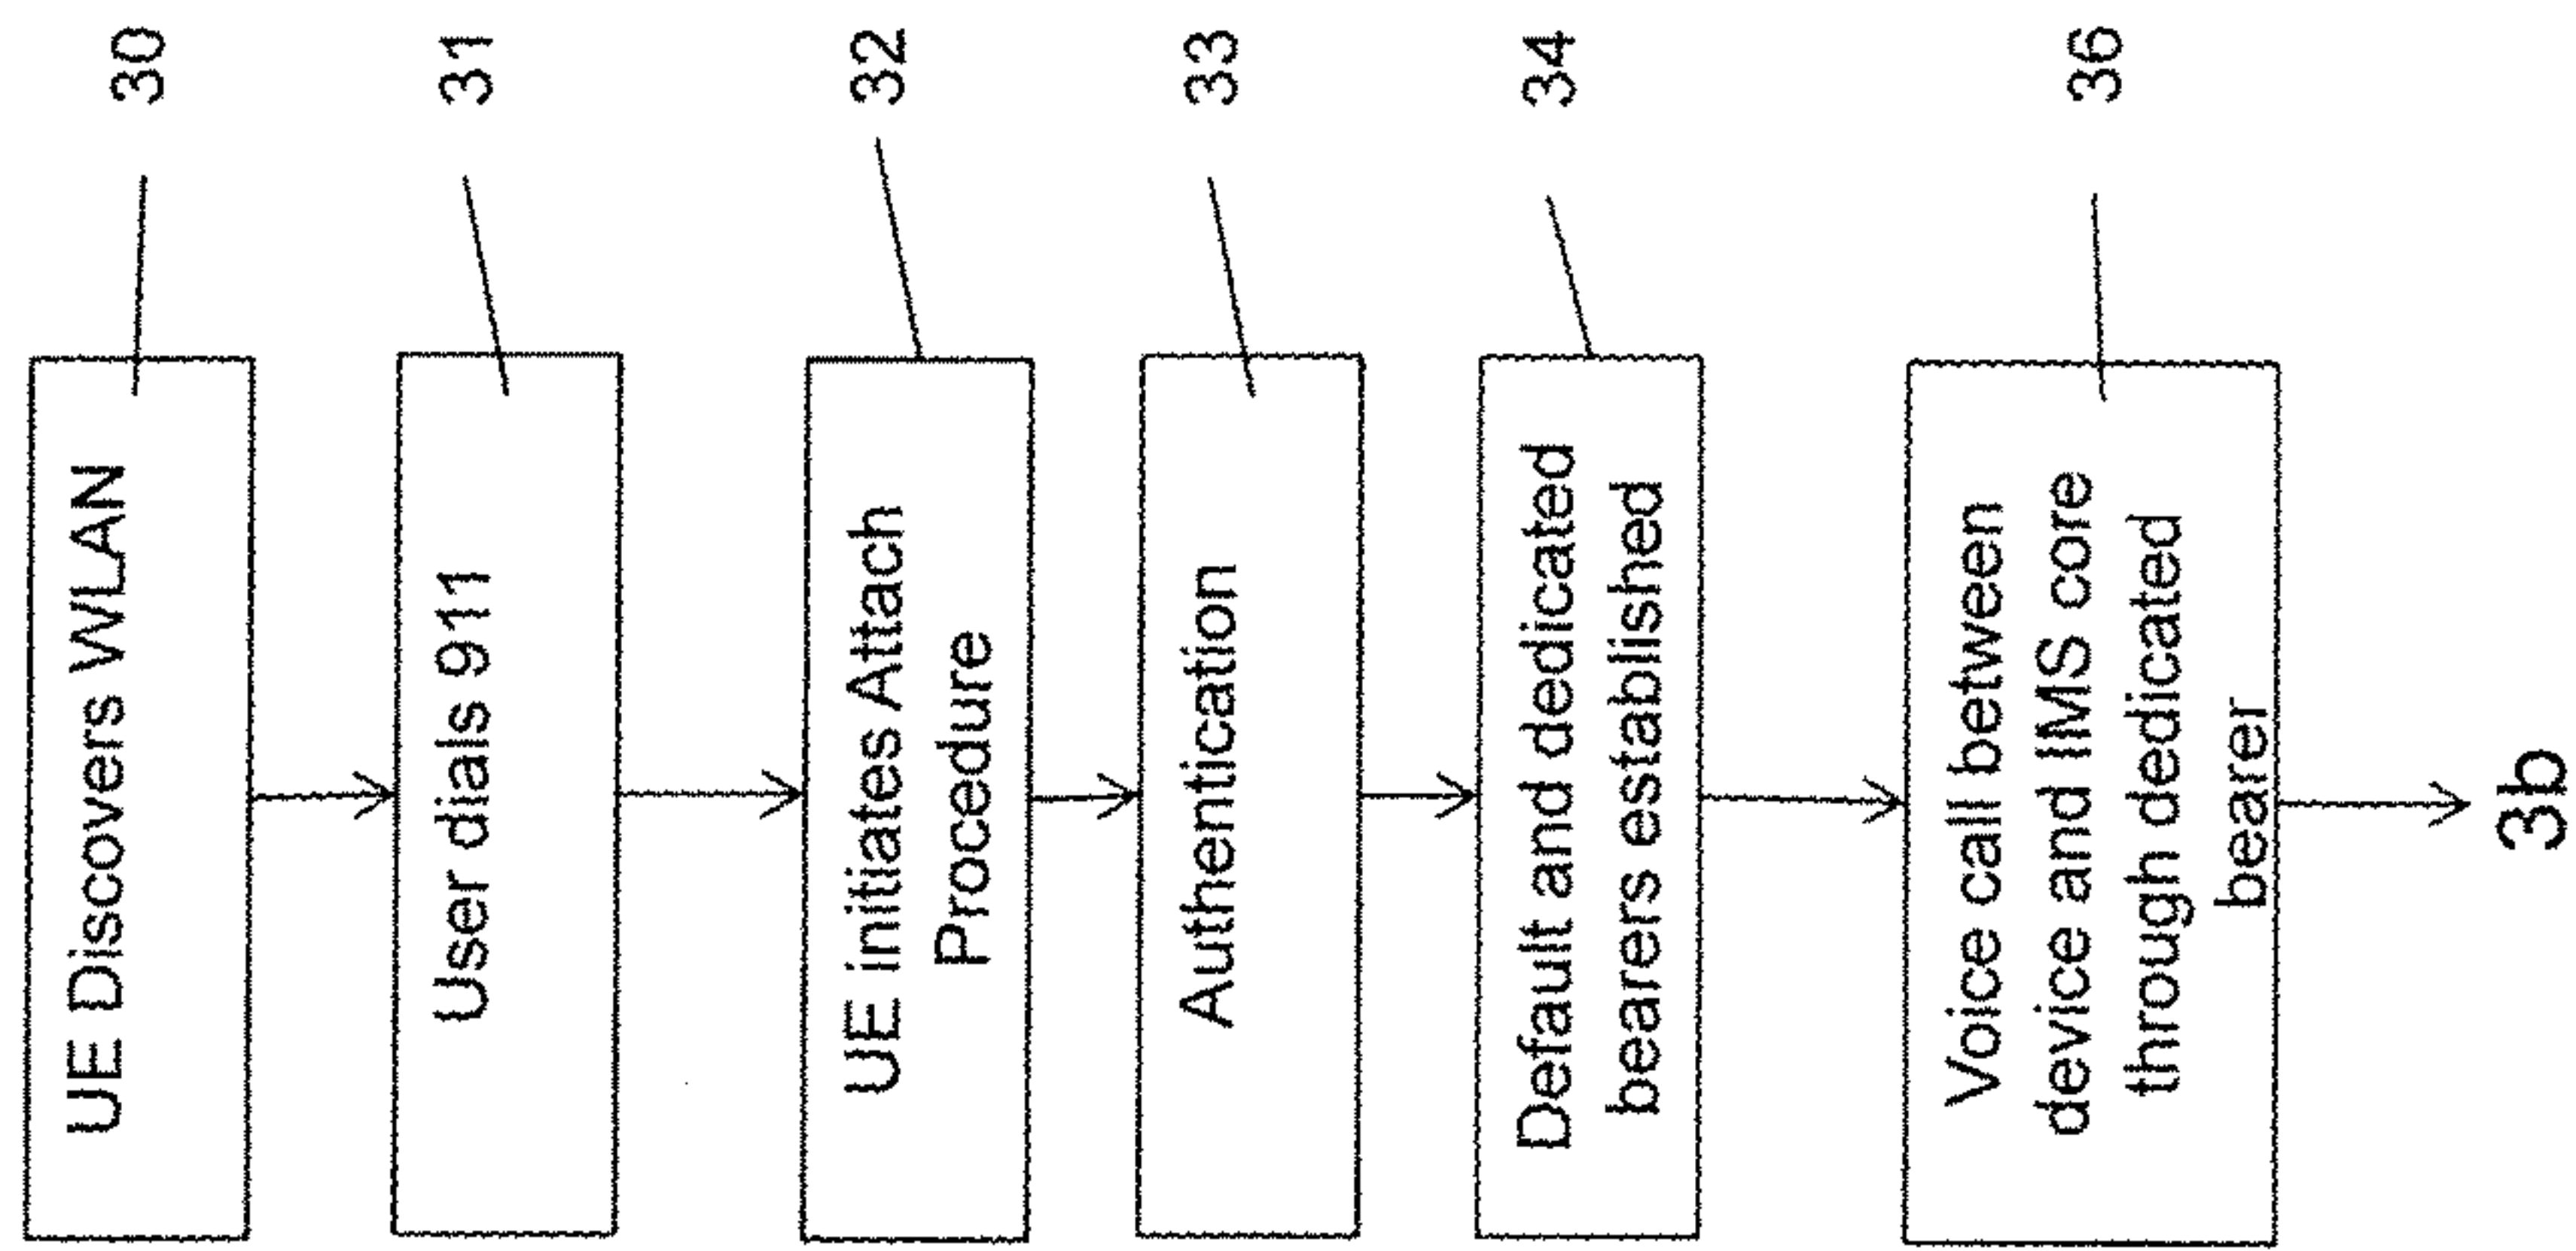 UE Discovers WLAN
30
User dials 911
31
UE initiates Attach
Procedure
32
Authentication
33
Default and dedicated
bearers established
34
Voice call between
device and IMS core
through dedicated
bearer
36
3b